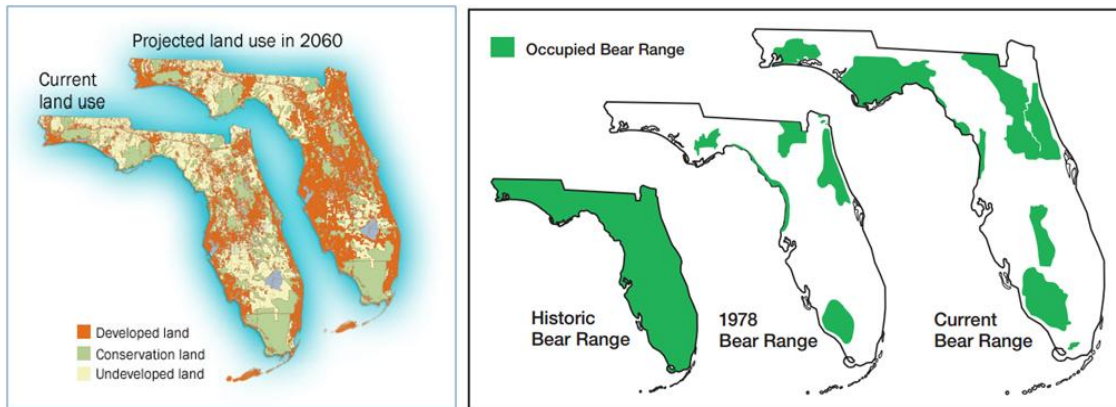 Projected land use in 2060
Current
land use
Developed land
Conservation land
Undeveloped land
Occupied Bear Range
Historic
Bear Range
1978
Bear Range
Current
Bear Range